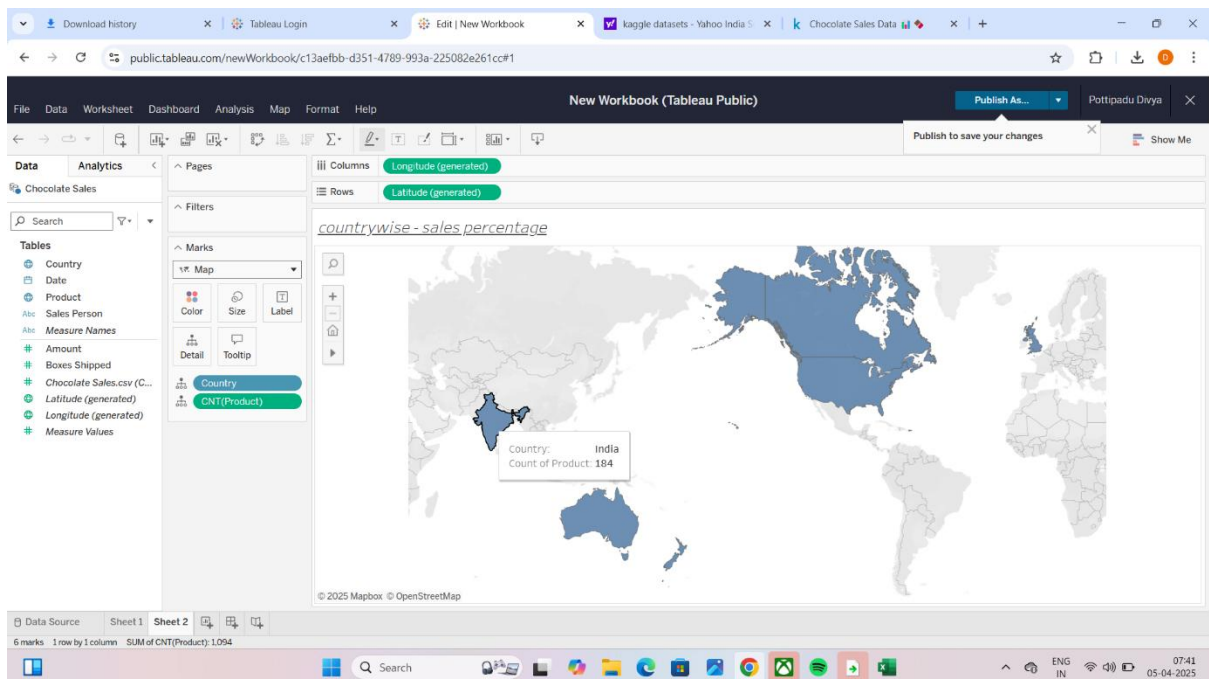 Download history
Tableau Login
Edit | New Workbook
kaggle datasets - Yahoo India S
Chocolate Sales Data
public.tableau.com/newWorkbook/c13aefbb-d351-4789-993a-225082e261cc#1
D
File Data Worksheet Dashboard Analysis Map Format Help
New Workbook (Tableau Public)
Publish As...
Pottipadu Divya
Publish to save your changes
Show Me
Data Analytics
Pages
Columns
Longitude (generated)
Chocolate Sales
Rows
Latitude (generated)
Search
Filters
countrywise - sales percentage
Tables
Country
Date
Product
Abc Sales Person
Abc Measure Names
# Amount
# Boxes Shipped
# Chocolate Sales.csv (C...
Latitude (generated)
Longitude (generated)
# Measure Values
Marks
Map
Color Size Label
Detail Tooltip
Country
CNT(Product)
Country: India
Count of Product: 184
© 2025 Mapbox © OpenStreetMap
Data Source Sheet 1 Sheet 2
6 marks 1 row by 1 column SUM of CNT(Product): 1,094
Search
ENG
IN
07:41
05-04-2025